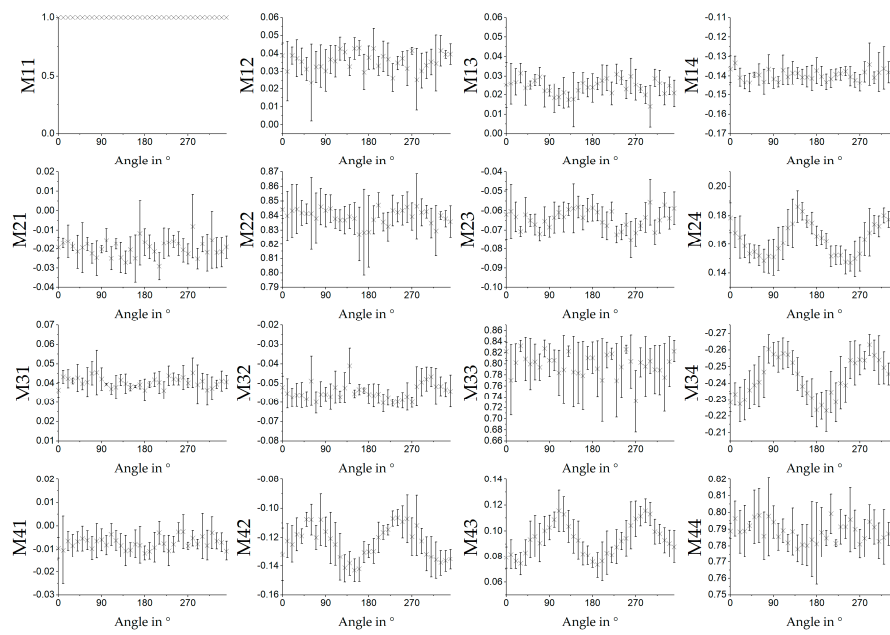 M11
1.0
0.5
0.0
0 90 180 270
Angle in °
M12
0.06
0.05
0.04
0.03
0.02
0.01
0.00
0 90 180 270
Angle in °
M13
0.06
0.05
0.04
0.03
0.02
0.01
0.00
0 90 180 270
Angle in °
M14
-0.11
-0.12
-0.13
-0.14
-0.15
-0.16
-0.17
0 90 180 270
Angle in °
M21
0.02
0.01
0.00
-0.01
-0.02
-0.03
-0.04
0 90 180 270
Angle in °
M22
0.87
0.86
0.85
0.84
0.83
0.82
0.81
0.80
0.79
0 90 180 270
Angle in °
M23
-0.04
-0.05
-0.06
-0.07
-0.08
-0.09
-0.10
0 90 180 270
Angle in °
M24
0.20
0.18
0.16
0.14
0 90 180 270
Angle in °
M31
0.07
0.06
0.05
0.04
0.03
0.02
0.01
0 90 180 270
Angle in °
M32
-0.02
-0.03
-0.04
-0.05
-0.06
-0.07
-0.08
0 90 180 270
Angle in °
M33
0.86
0.84
0.82
0.80
0.78
0.76
0.74
0.72
0.70
0.68
0.66
0 90 180 270
Angle in °
M34
-0.27
-0.26
-0.25
-0.24
-0.23
-0.22
-0.21
0 90 180 270
Angle in °
M41
0.02
0.01
0.00
-0.01
-0.02
-0.03
0 90 180 270
Angle in °
M42
-0.08
-0.10
-0.12
-0.14
-0.16
0 90 180 270
Angle in °
M43
0.14
0.12
0.10
0.08
0.06
0 90 180 270
Angle in °
M44
0.82
0.81
0.80
0.79
0.78
0.77
0.76
0.75
0 90 180 270
Angle in °